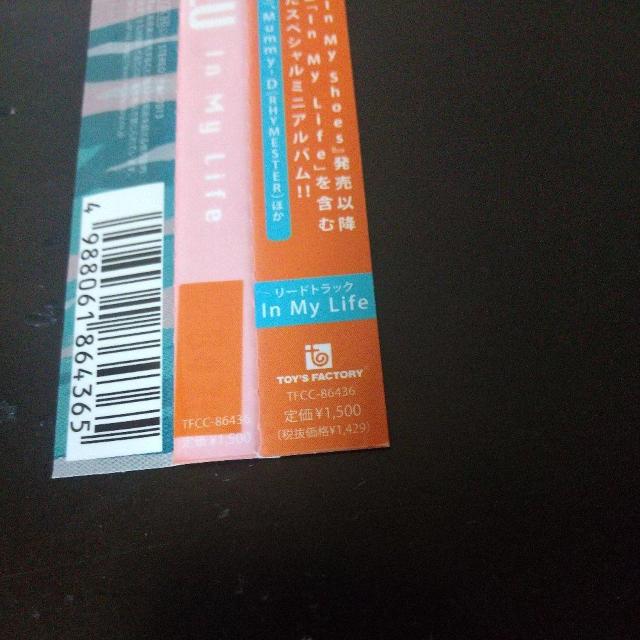 in My Shoes』発売以降
「In My Life」を含む
スペシャルミニアルバム!!
Mummy-D(RHYMESTER)ほか
リードトラック
In My Life
TOY'S FACTORY
TFCC-86436
定価¥1,500
(税抜価格¥1,429)
LU In My Life
TFCC-86436
¥1,500
4 988061 864365